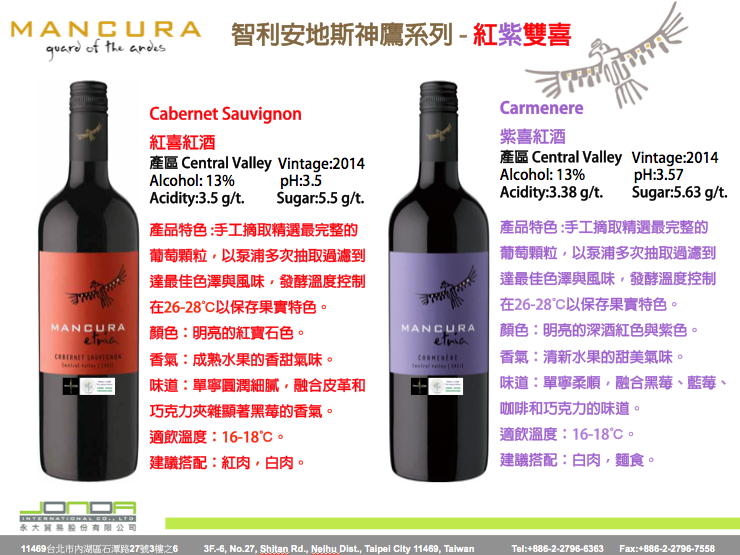 MANCURA
guard of the andes
智利安地斯神鷹系列 - 紅紫雙喜
Cabernet Sauvignon
紅喜紅酒
產區 Central Valley Vintage:2014
Alcohol: 13% pH:3.5
Acidity:3.5 g/t. Sugar:5.5 g/t.
產品特色 :手工摘取精選最完整的
葡萄顆粒，以泵浦多次抽取過濾到
達最佳色澤與風味，發酵溫度控制
在26-28℃以保存果實特色。
顏色：明亮的紅寶石色。
香氣：成熟水果的香甜氣味。
味道：單寧圓潤細膩，融合皮革和
巧克力夾雜顯著黑莓的香氣。
適飲溫度：16-18℃。
建議搭配：紅肉，白肉。
MANCURA
etnia
CABERNET SAUVIGNON
Central Valley | CHILE
Carmenere
紫喜紅酒
產區 Central Valley Vintage:2014
Alcohol: 13% pH:3.57
Acidity:3.38 g/t. Sugar:5.63 g/t.
產品特色 :手工摘取精選最完整的
葡萄顆粒，以泵浦多次抽取過濾到
達最佳色澤與風味，發酵溫度控制
在26-28℃以保存果實特色。
顏色：明亮的深酒紅色與紫色。
香氣：清新水果的甜美氣味。
味道：單寧柔順，融合黑莓、藍莓、
咖啡和巧克力的味道。
適飲溫度：16-18℃。
建議搭配：白肉，麵食。
MANCURA
etnia
CARMENÈRE
Central Valley | CHILE
JONDA
INTERNATIONAL CO., LTD
永大貿易股份有限公司
11469台北市內湖區石潭路27號3樓之6 3F.-6, No.27, Shitan Rd., Neihu Dist., Taipei City 11469, Taiwan Tel:+886-2-2796-6363 Fax:+886-2-2796-7558